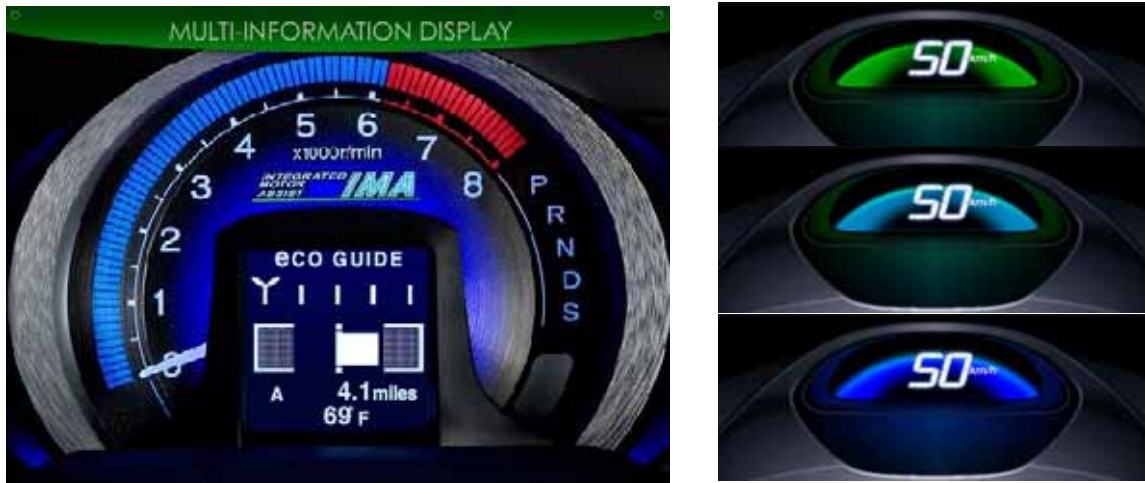 MULTI-INFORMATION DISPLAY
0
1
2
3
4
5
6
7
8
x1000r/min
INTEGRATED
MOTOR
ASSIST
IMA
P
R
N
D
S
eCO GUIDE
A
4.1 miles
69°F
50 km/h
50 km/h
50 km/h